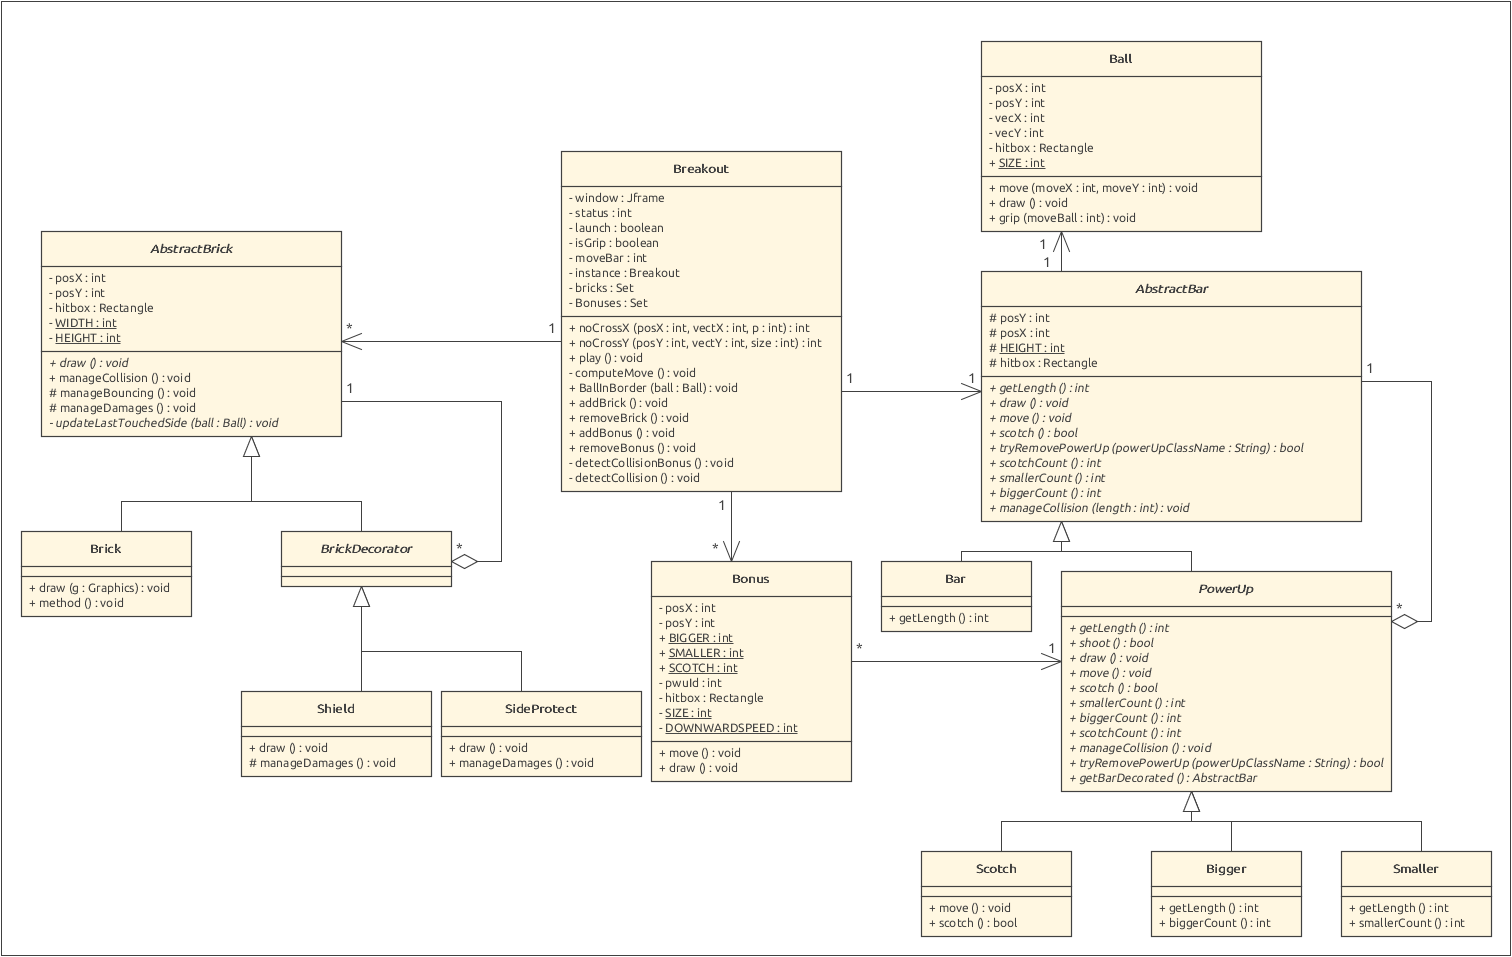 Ball
- posX : int
- posY : int
- vecX : int
- vecY : int
- hitbox : Rectangle
+ SIZE : int
+ move (moveX : int, moveY : int) : void
+ draw () : void
+ grip (moveBall : int) : void
1
1
Breakout
- window : Jframe
- status : int
- launch : boolean
- isGrip : boolean
- moveBar : int
- instance : Breakout
- bricks : Set
- Bonuses : Set
+ noCrossX (posX : int, vectX : int, p : int) : int
+ noCrossY (posY : int, vectY : int, size : int) : int
+ play () : void
- computeMove () : void
+ BallInBorder (ball : Ball) : void
+ addBrick () : void
+ removeBrick () : void
+ addBonus () : void
+ removeBonus () : void
- detectCollisionBonus () : void
- detectCollision () : void
* 1
1 1
1
*
AbstractBrick
- posX : int
- posY : int
- hitbox : Rectangle
- WIDTH : int
- HEIGHT : int
+ draw () : void
+ manageCollision () : void
# manageBouncing () : void
# manageDamages () : void
- updateLastTouchedSide (ball : Ball) : void
1
*
AbstractBar
# posY : int
# posX : int
# HEIGHT : int
# hitbox : Rectangle
+ getLength () : int
+ draw () : void
+ move () : void
+ scotch () : bool
+ tryRemovePowerUp (powerUpClassName : String) : bool
+ scotchCount () : int
+ smallerCount () : int
+ biggerCount () : int
+ manageCollision (length : int) : void
1
*
Brick
+ draw (g : Graphics) : void
+ method () : void
BrickDecorator
Shield
+ draw () : void
# manageDamages () : void
SideProtect
+ draw () : void
+ manageDamages () : void
Bonus
- posX : int
- posY : int
+ BIGGER : int
+ SMALLER : int
+ SCOTCH : int
- pwuId : int
- hitbox : Rectangle
- SIZE : int
- DOWNWARDSPEED : int
+ move () : void
+ draw () : void
* 1
Bar
+ getLength () : int
PowerUp
+ getLength () : int
+ shoot () : bool
+ draw () : void
+ move () : void
+ scotch () : bool
+ smallerCount () : int
+ biggerCount () : int
+ scotchCount () : int
+ manageCollision () : void
+ tryRemovePowerUp (powerUpClassName : String) : bool
+ getBarDecorated () : AbstractBar
Scotch
+ move () : void
+ scotch () : bool
Bigger
+ getLength () : int
+ biggerCount () : int
Smaller
+ getLength () : int
+ smallerCount () : int